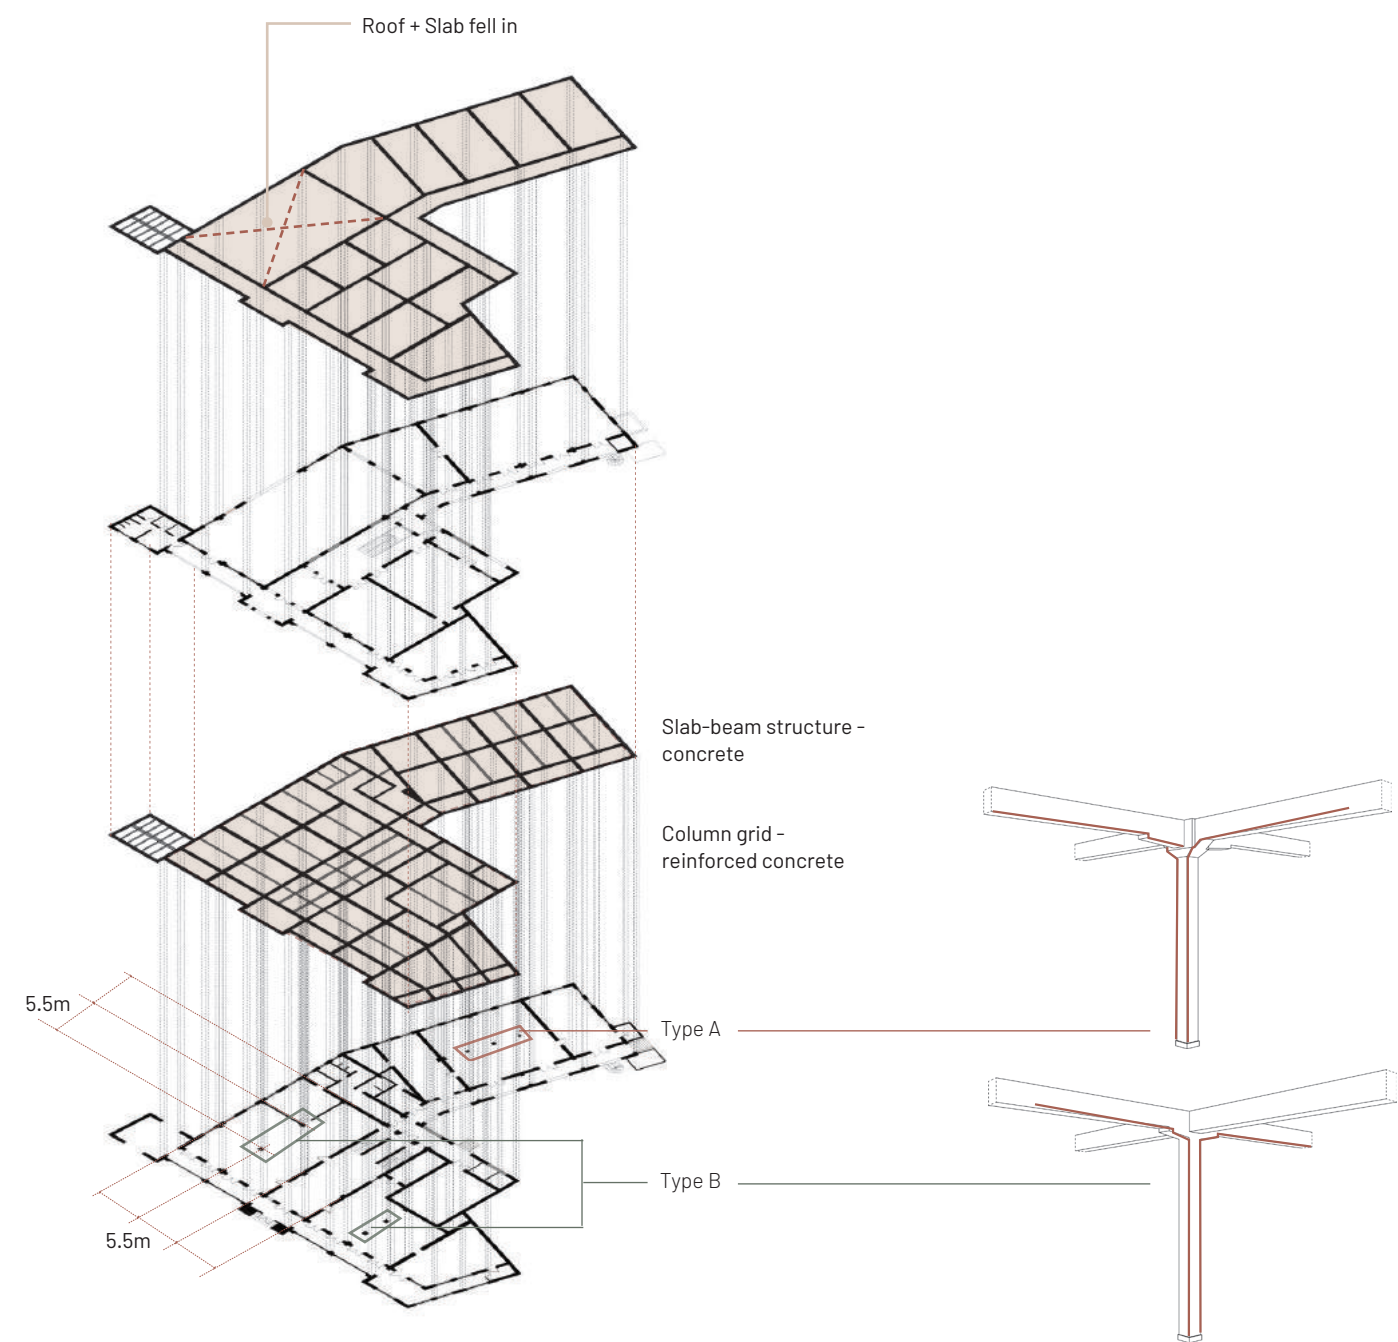 Roof + Slab fell in
Slab-beam structure -
concrete
Column grid -
reinforced concrete
5.5m
Type A
Type B
5.5m